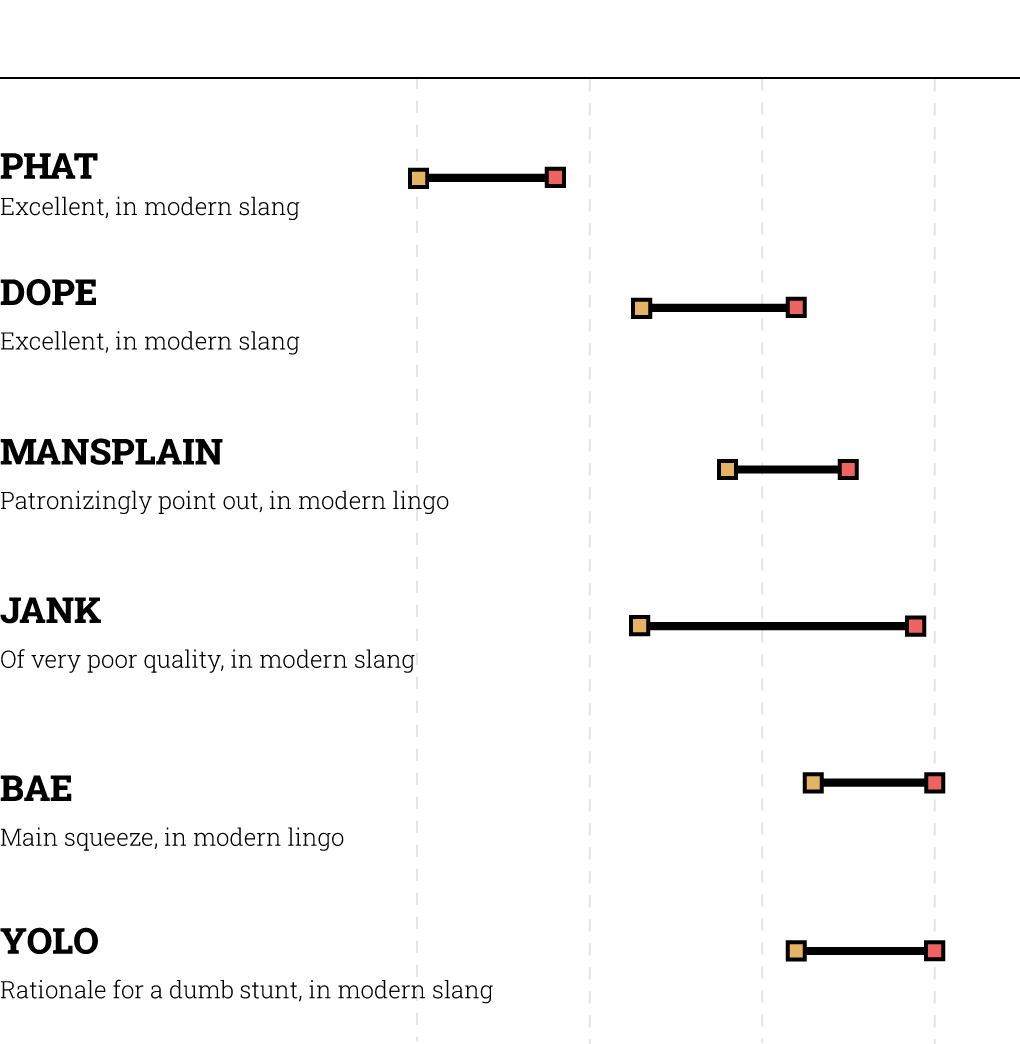 PHAT
Excellent, in modern slang
DOPE
Excellent, in modern slang
MANSPLAIN
Patronizingly point out, in modern lingo
JANK
Of very poor quality, in modern slang
BAE
Main squeeze, in modern lingo
YOLO
Rationale for a dumb stunt, in modern slang